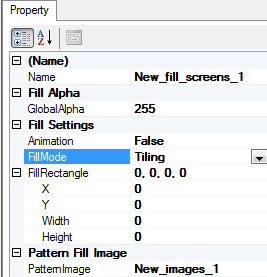 Property
A
Z
(Name)
Name New_fill_screens_1
Fill Alpha
GlobalAlpha 255
Fill Settings
Animation False
FillMode Tiling
FillRectangle 0, 0, 0, 0
X 0
Y 0
Width 0
Height 0
Pattern Fill Image
PatternImage New_images_1